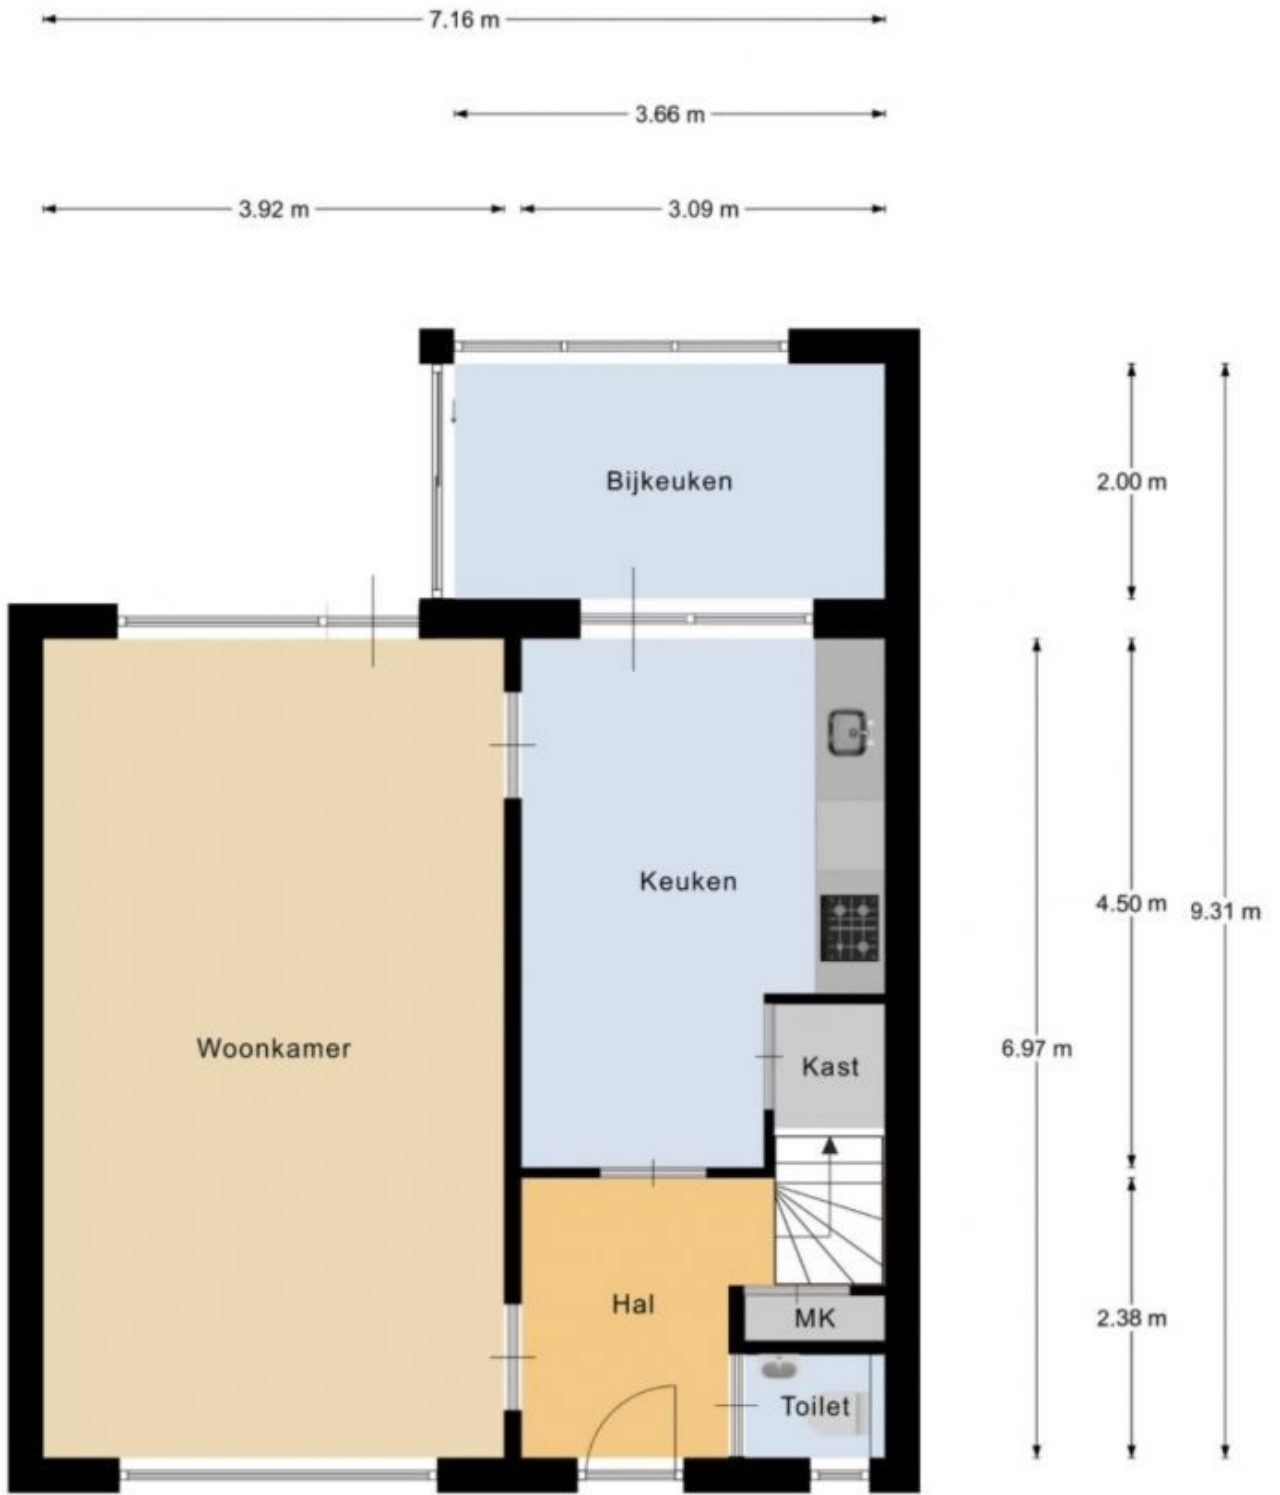 7.16 m
3.66 m
3.92 m
3.09 m
Bijkeuken
2.00 m
Keuken
4.50 m
9.31 m
Woonkamer
6.97 m
Kast
Hal
MK
2.38 m
Toilet